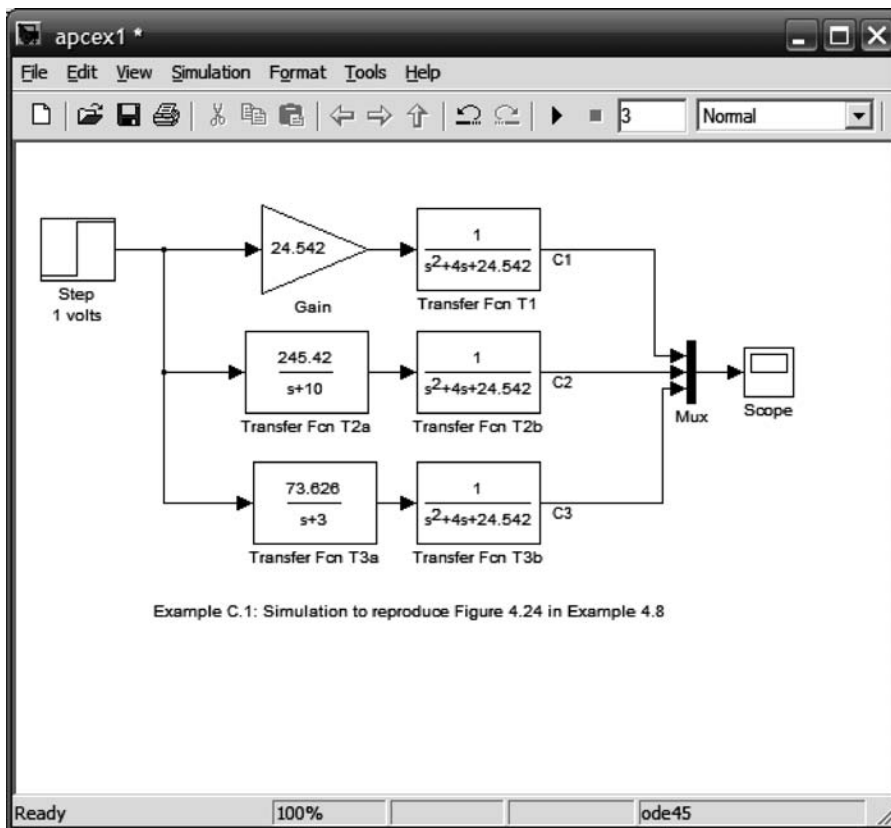 apcex1 *
File Edit View Simulation Format Tools Help
3 Normal
Step
1 volts
24.542
Gain
1
s²+4s+24.542
Transfer Fcn T1
C1
245.42
s+10
Transfer Fcn T2a
1
s²+4s+24.542
Transfer Fcn T2b
C2
Mux
Scope
73.626
s+3
Transfer Fcn T3a
1
s²+4s+24.542
Transfer Fcn T3b
C3
Example C.1: Simulation to reproduce Figure 4.24 in Example 4.8
Ready 100% ode45